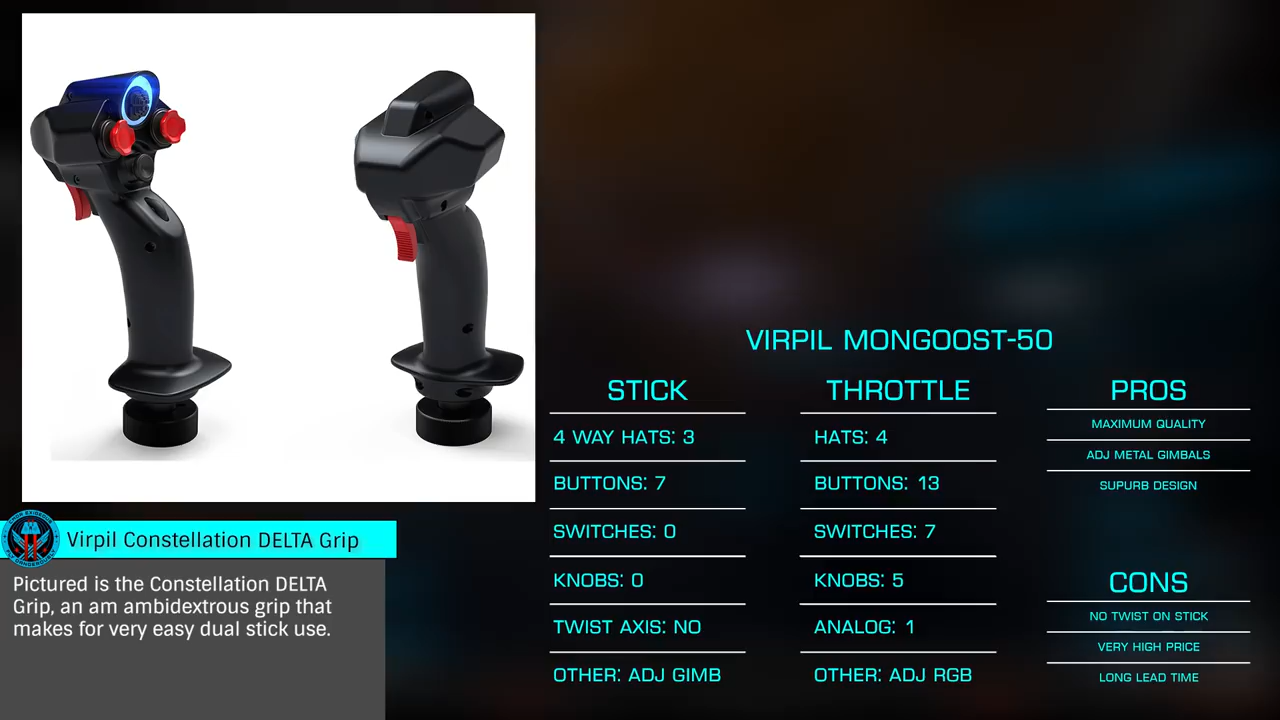 VIRPIL MONGOOST-50
STICK
4 WAY HATS: 3
BUTTONS: 7
SWITCHES: 0
KNOBS: 0
TWIST AXIS: NO
OTHER: ADJ GIMB
THROTTLE
HATS: 4
BUTTONS: 13
SWITCHES: 7
KNOBS: 5
ANALOG: 1
OTHER: ADJ RGB
PROS
MAXIMUM QUALITY
ADJ METAL GIMBALS
SUPURB DESIGN
CONS
NO TWIST ON STICK
VERY HIGH PRICE
LONG LEAD TIME
Virpil Constellation DELTA Grip
Pictured is the Constellation DELTA
Grip, an am ambidextrous grip that
makes for very easy dual stick use.